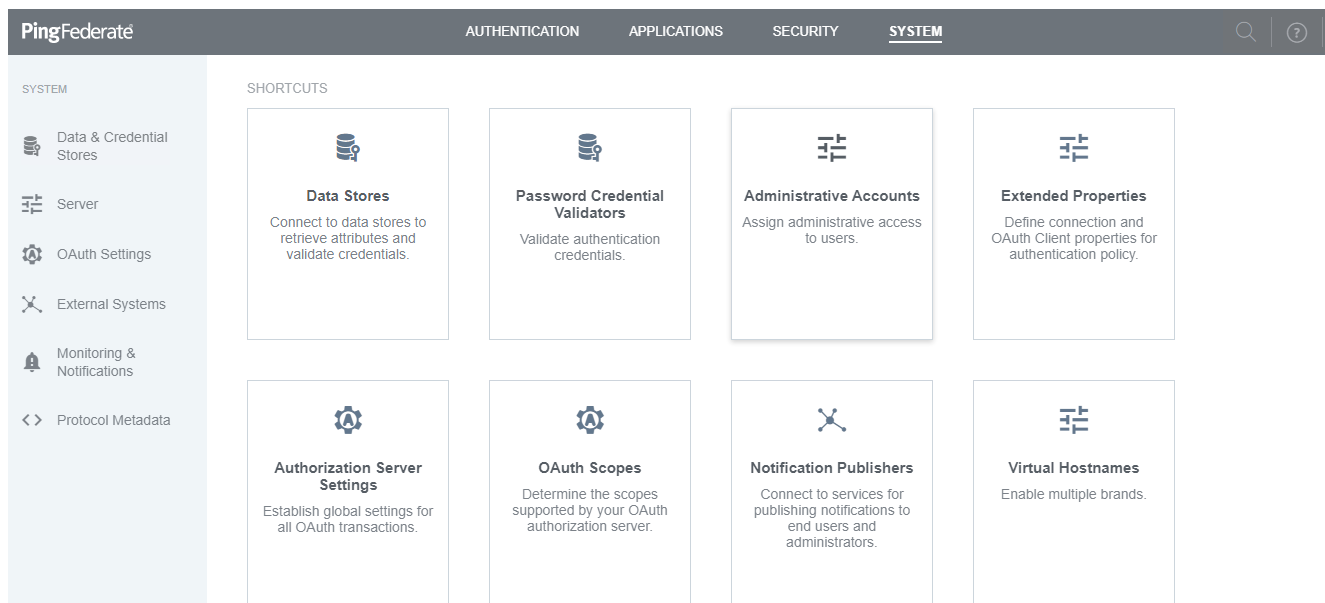 PingFederate
AUTHENTICATION
APPLICATIONS
SECURITY
SYSTEM
?
SYSTEM
Data & Credential
Stores
Server
OAuth Settings
External Systems
Monitoring &
Notifications
Protocol Metadata
SHORTCUTS
Data Stores
Connect to data stores to
retrieve attributes and
validate credentials.
Password Credential
Validators
Validate authentication
credentials.
Administrative Accounts
Assign administrative access
to users.
Extended Properties
Define connection and
OAuth Client properties for
authentication policy.
Authorization Server
Settings
Establish global settings for
all OAuth transactions.
OAuth Scopes
Determine the scopes
supported by your OAuth
authorization server.
Notification Publishers
Connect to services for
publishing notifications to
end users and
administrators.
Virtual Hostnames
Enable multiple brands.